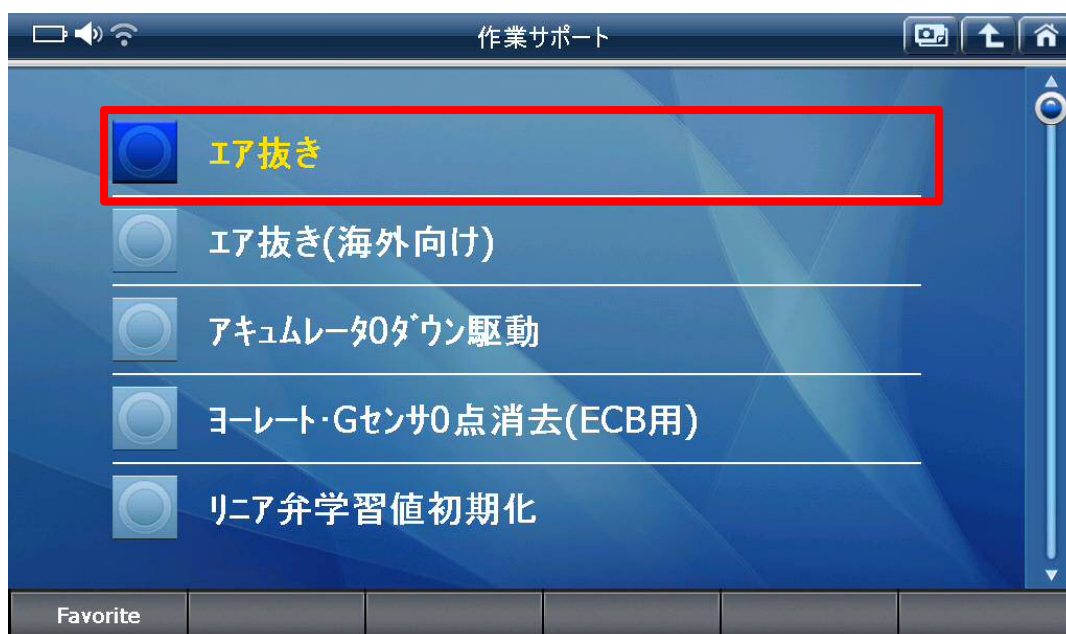 作業サポート
エア抜き
エア抜き(海外向け)
アキュムレータ0ダウン駆動
ヨーレート・Gセンサ0点消去(ECB用)
リニア弁学習値初期化
Favorite